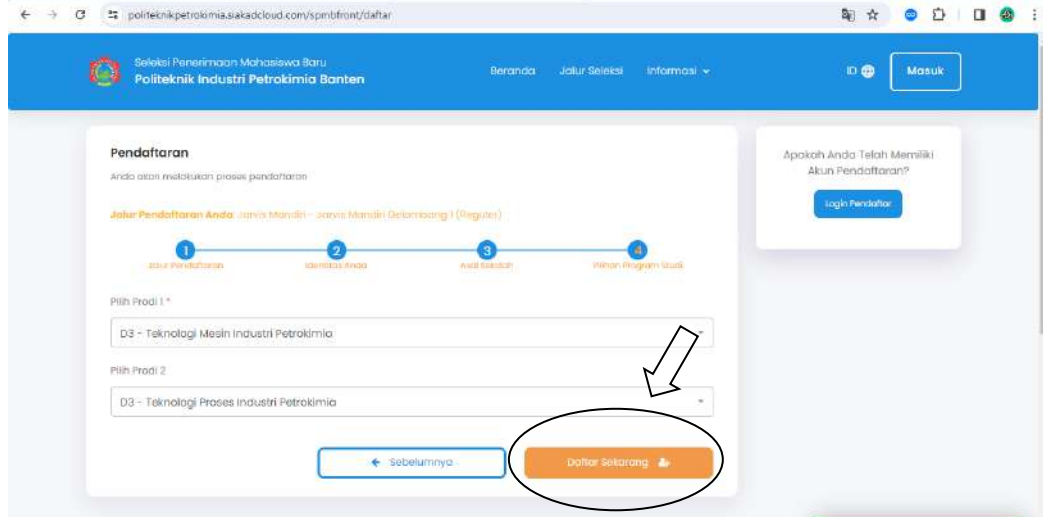 politeknikpetrokimia.siakadcloud.com/spmbfront/daftar
Seleksi Penerimaan Mahasiswa Baru
Politeknik Industri Petrokimia Banten
Beranda Jalur Seleksi Informasi
ID
Masuk
Pendaftaran
Anda akan melakukan proses pendaftaran
Jalur Pendaftaran Anda: Jarvis Mandiri - Jarvis Mandiri Gelombang 1 (Reguler)
1 2 3 4
Jalur Pendaftaran Identitas Anda Asal Sekolah Pilihan Program Studi
Pilih Prodi 1 *
D3 - Teknologi Mesin Industri Petrokimia
Pilih Prodi 2
D3 - Teknologi Proses Industri Petrokimia
Sebelumnya
Daftar Sekarang
Apakah Anda Telah Memiliki
Akun Pendaftaran?
Login Pendaftar